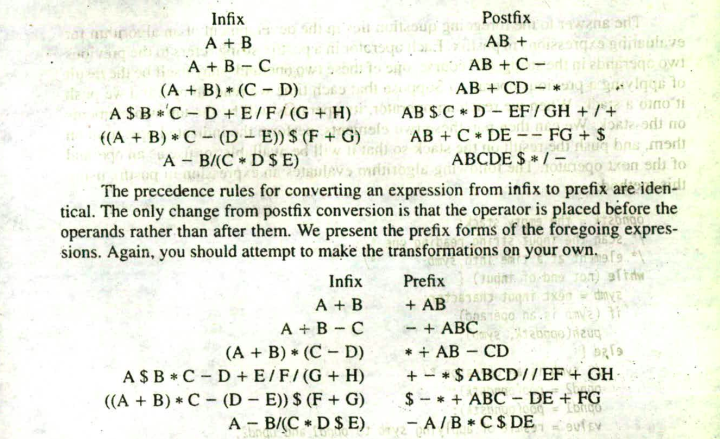 Infix Postfix
A + B AB +
A + B − C AB + C −
(A + B) * (C − D) AB + CD − *
A $ B * C − D + E / F / (G + H) AB $ C * D − EF / GH + / +
((A + B) * C − (D − E)) $ (F + G) AB + C * DE − − FG + $
A − B/(C * D $ E) ABCDE $ * / −
The precedence rules for converting an expression from infix to prefix are iden-
tical. The only change from postfix conversion is that the operator is placed before the
operands rather than after them. We present the prefix forms of the foregoing expres-
sions. Again, you should attempt to make the transformations on your own.
Infix Prefix
A + B + AB
A + B − C − + ABC
(A + B) * (C − D) * + AB − CD
A $ B * C − D + E / F / (G + H) + − * $ ABCD / / EF + GH
((A + B) * C − (D − E)) $ (F + G) $ − * + ABC − DE + FG
A − B/(C * D $ E) − A / B * C $ DE